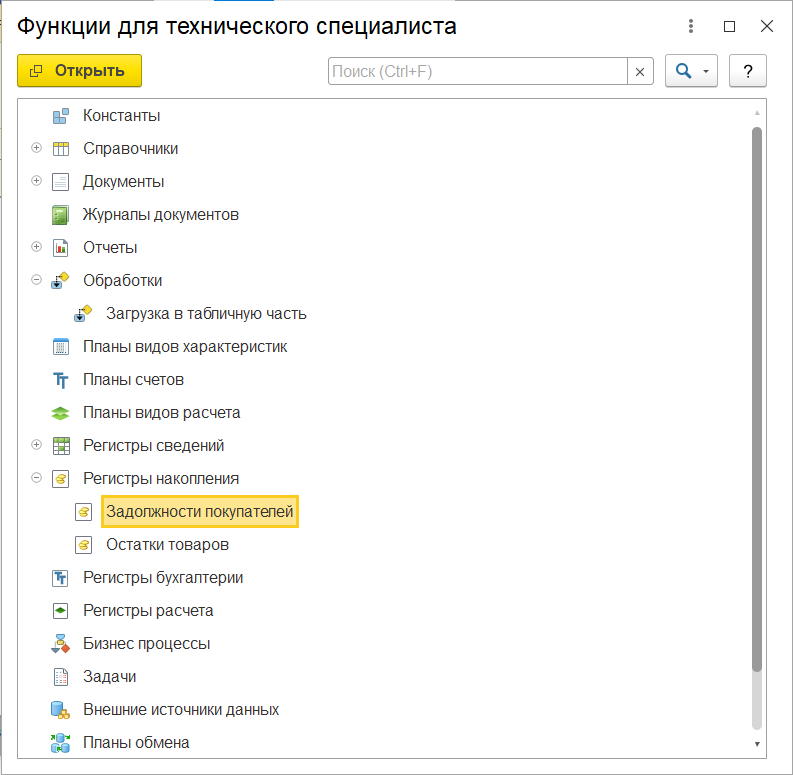 Функции для технического специалиста
Открыть
Поиск (Ctrl+F)
?
Константы
Справочники
Документы
Журналы документов
Отчеты
Обработки
Загрузка в табличную часть
Планы видов характеристик
Планы счетов
Планы видов расчета
Регистры сведений
Регистры накопления
Задолжности покупателей
Остатки товаров
Регистры бухгалтерии
Регистры расчета
Бизнес процессы
Задачи
Внешние источники данных
Планы обмена